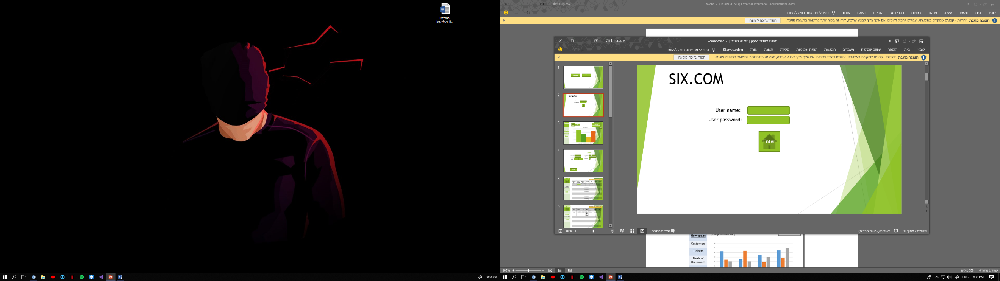 External
Interface R...
5:38 PM
Ofek Lugassy
External Interface Requirements.docx (תצוגה מוגנת) - Word
קובץ בית הוספה עיצוב פריסה הפניות דברי דואר סקירה תצוגה עזרה ספר לי מה אתה רוצה לעשות
תצוגה מוגנת זהירות - קבצים שמקורם באינטרנט עלולים להכיל וירוסים. אם אינך צריך לבצע עריכה, יהיה זה בטוח יותר להישאר בתצוגה מוגנת. הפוך עריכה לזמינה
Ofek Lugassy
מצגת יסודות.pptx [תצוגה מוגנת] - PowerPoint
קובץ בית הוספה עיצוב שקופית מעברים הנפשות הצגת שקופיות סקירה תצוגה עזרה Storyboarding ספר לי מה אתה רוצה לעשות שתף
תצוגה מוגנת זהירות - קבצים שמקורם באינטרנט עלולים להכיל וירוסים. אם אינך צריך לבצע עריכה, יהיה זה בטוח יותר להישאר בתצוגה מוגנת. הפוך עריכה לזמינה
1
2
SIX.COM
3
4
5
6
SIX.COM
User name:
User password:
Enter
80%
הערות הסבר
אנגלית (ארצות הברית)
שקופית 2 מתוך 18
Homepage
Change customer's deal
Customers
Tickets
Deals of
the month
100%
339 מילים
עמוד 1 מתוך 4
ENG 5:38 PM